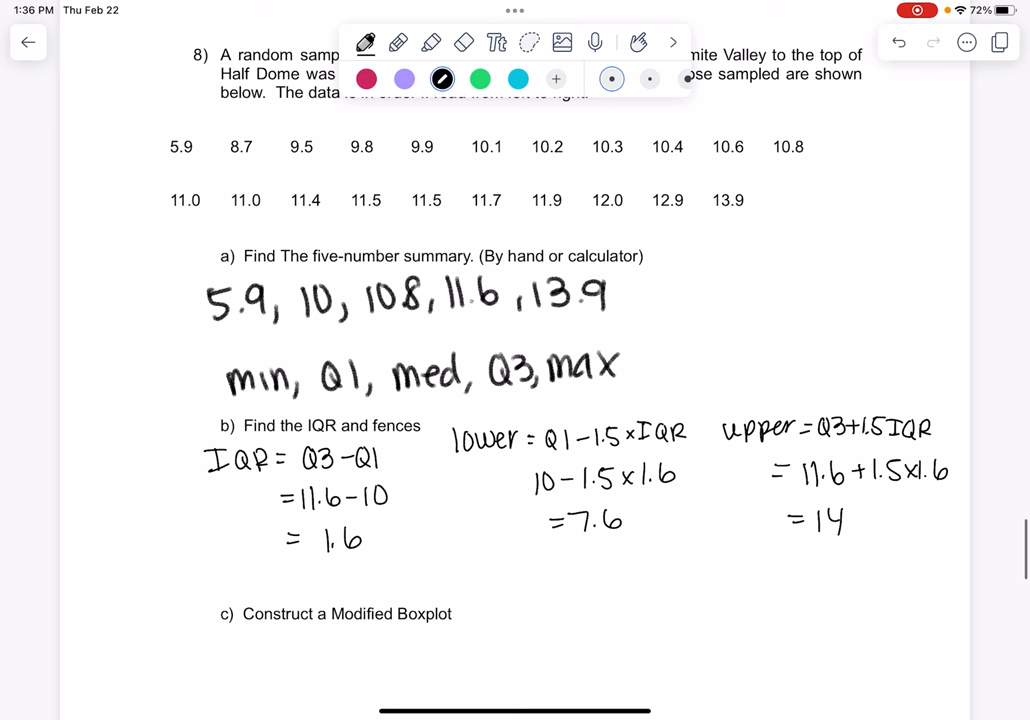 1:36 PM Thu Feb 22 72%
Tt
8) A random samp mite Valley to the top of
Half Dome was se sampled are shown
below. The data
5.9 8.7 9.5 9.8 9.9 10.1 10.2 10.3 10.4 10.6 10.8
11.0 11.0 11.4 11.5 11.5 11.7 11.9 12.0 12.9 13.9
a) Find The five-number summary. (By hand or calculator)
5.9, 10, 108, 11.6, 13.9
min, Q1, med, Q3, max
b) Find the IQR and fences
IQR = Q3 - Q1 lower = Q1 - 1.5 × IQR upper = Q3 + 1.5 IQR
= 11.6 - 10 10 - 1.5 × 1.6 = 11.6 + 1.5 × 1.6
= 1.6 = 7.6 = 14
c) Construct a Modified Boxplot